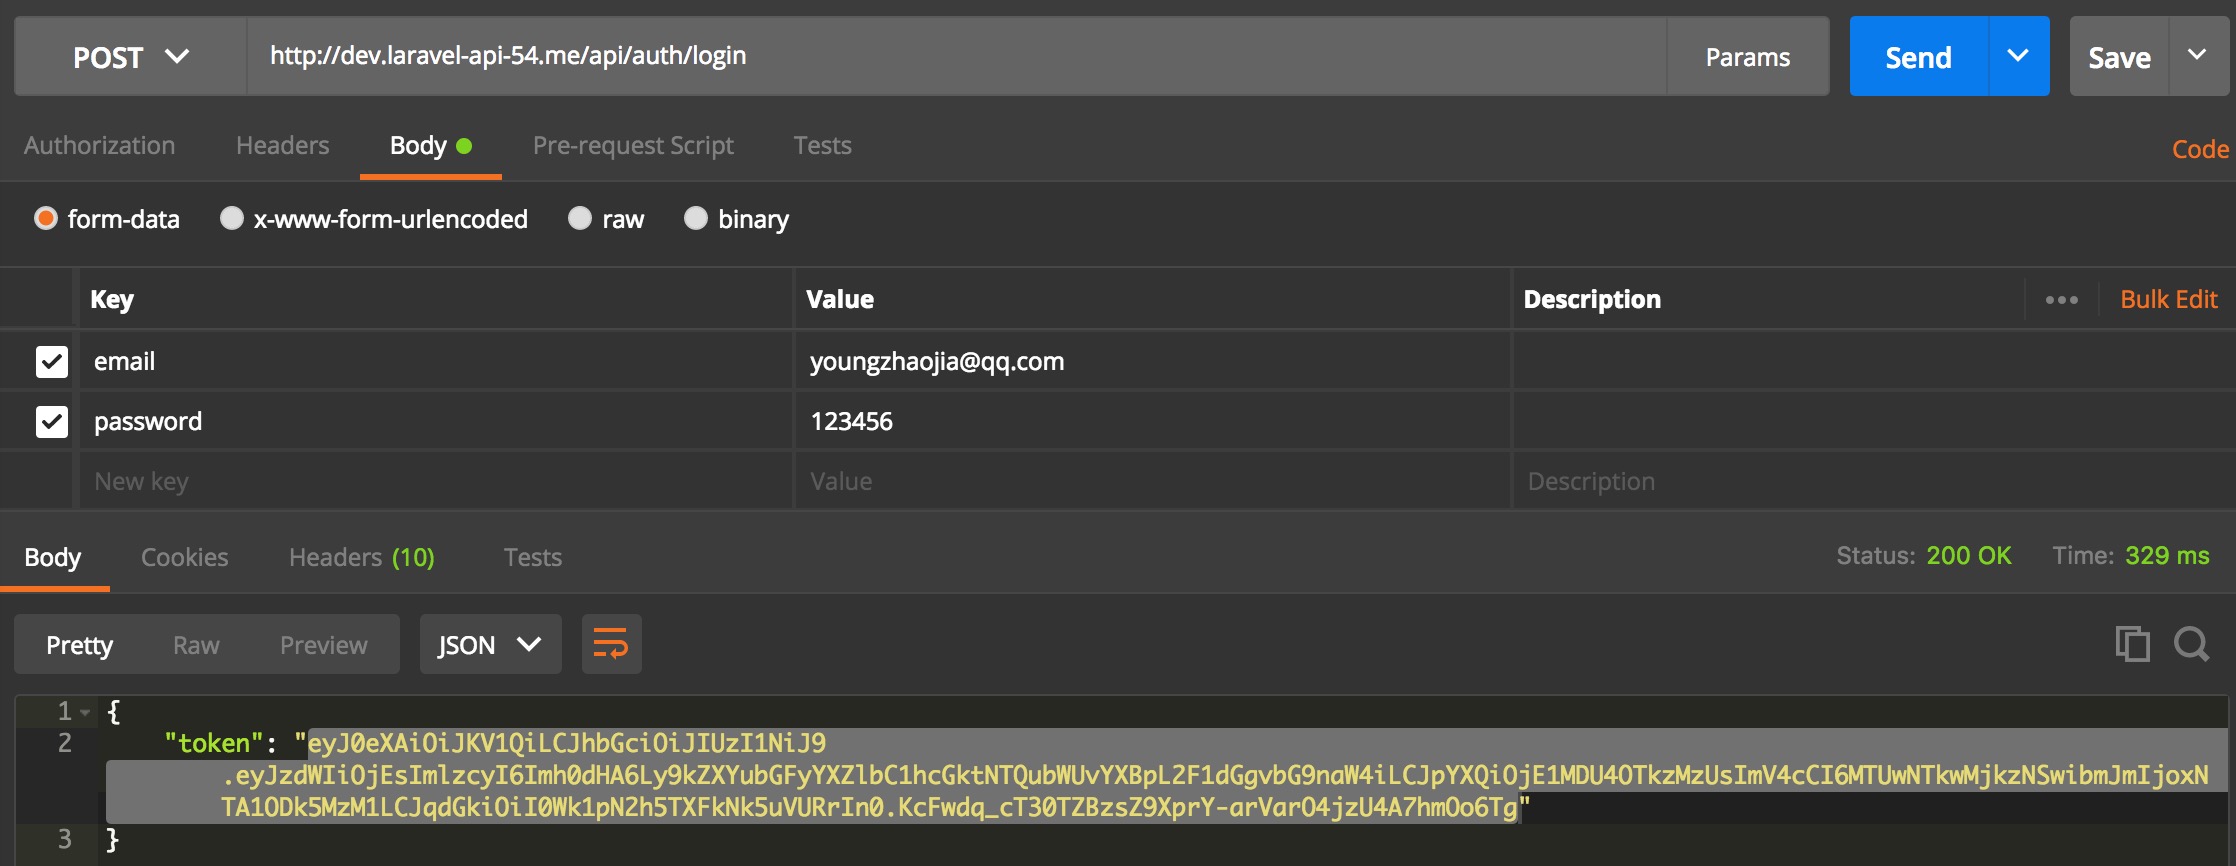 POST http://dev.laravel-api-54.me/api/auth/login Params Send Save
Authorization Headers Body Pre-request Script Tests Code
form-data x-www-form-urlencoded raw binary
Key Value Description ••• Bulk Edit
email youngzhaojia@qq.com
password 123456
New key Value Description
Body Cookies Headers (10) Tests Status: 200 OK Time: 329 ms
Pretty Raw Preview JSON
1 {
2 "token": "eyJ0eXAiOiJKV1QiLCJhbGciOiJIUzI1NiJ9
.eyJzdWIiOjEsImlzcyI6Imh0dHA6Ly9kZXYubGFyYXZlbC1hcGktNTQubWUvYXBpL2F1dGgvbG9naW4iLCJpYXQiOjE1MDU4OTkzMzUsImV4cCI6MTUwNTkwMjkzNSwibmJmIjoxN
TA1ODk5MzM1LCJqdGkiOiI0Wk1pN2h5TXFkNk5uVURrIn0.KcFwdq_cT30TZBzsZ9XprY-arVarO4jzU4A7hmOo6Tg"
3 }